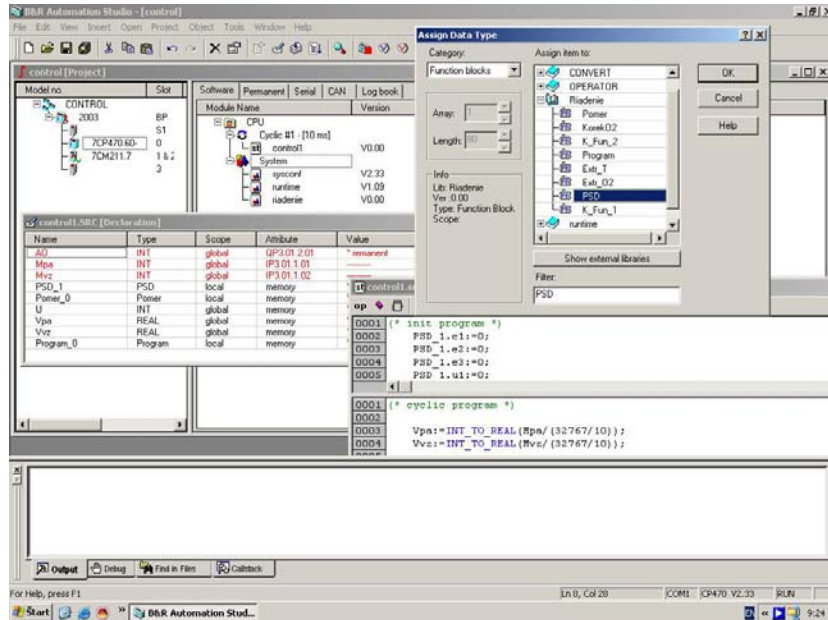 B&R Automation Studio - [control]
File Edit View Insert Open Project Object Tools Window Help
control [Project]
Model no. Slot
CONTROL
2003 BP
S1
7CP470.60- 0
7CM211.7 1 & 2
3
Software Permanent Serial CAN Log book
Module Name Version
CPU
Cyclic #1 - [10 ms]
control1 V0.00
System
sysconf V2.33
runtime V1.09
riadenie V0.00
control1.SRC [Declaration]
Name Type Scope Attribute Value
AO INT global QP3.01.2.01 * remanent
Mpa INT global IP3.01.1.01
Mvz INT global IP3.01.1.02
PSD_1 PSD local memory
Pomer_0 Pomer local memory
U INT global memory
Vpa REAL global memory
Vvz REAL global memory
Program_0 Program local memory
Assign Data Type
Category:
Function blocks
Array: 1
Length: 80
Info
Lib: Riadenie
Ver :0.00
Type: Function Block
Scope:
Assign item to:
CONVERT
OPERATOR
Riadenie
Pomer
KorekO2
K_Fun_2
Program
Extr_T
Extr_O2
PSD
K_Fun_1
runtime
Show external libraries
Filter:
PSD
OK
Cancel
Help
control1.s
op
0001 (* init program *)
0002 PSD_1.e1:=0;
0003 PSD_1.e2:=0;
0004 PSD_1.e3:=0;
0005 PSD_1.u1:=0;
0001 (* cyclic program *)
0002
0003 Vpa:=INT_TO_REAL(Mpa/(32767/10));
0004 Vvz:=INT_TO_REAL(Mvz/(32767/10));
0005
Output Debug Find in Files Callstack
For Help, press F1
Ln 0, Col 28 COM1 CP470 V2.33 RUN
Start B&R Automation Stud... EN 9:24